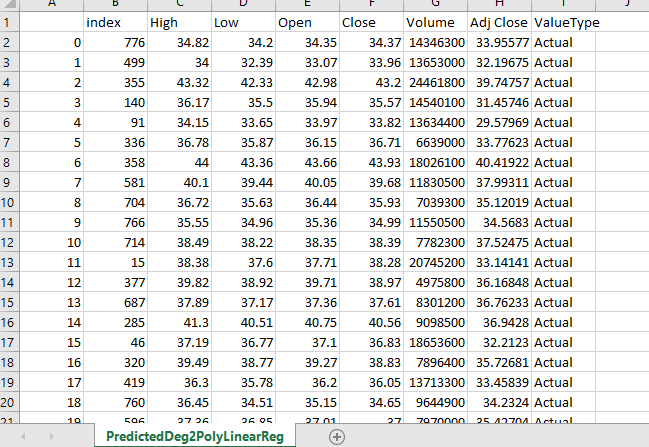 A B C D E F G H I J
1 index High Low Open Close Volume Adj Close ValueType
2 0 776 34.82 34.2 34.35 34.37 14346300 33.95577 Actual
3 1 499 34 32.39 33.07 33.96 13653000 32.19675 Actual
4 2 355 43.32 42.33 42.98 43.2 24461800 39.74757 Actual
5 3 140 36.17 35.5 35.94 35.57 14540100 31.45746 Actual
6 4 91 34.15 33.65 33.97 33.82 13634400 29.57969 Actual
7 5 336 36.78 35.87 36.15 36.71 6639000 33.77623 Actual
8 6 358 44 43.36 43.66 43.93 18026100 40.41922 Actual
9 7 581 40.1 39.44 40.05 39.68 11830500 37.99311 Actual
10 8 704 36.72 35.63 36.44 35.93 7039300 35.12019 Actual
11 9 766 35.55 34.96 35.36 34.99 11550500 34.5683 Actual
12 10 714 38.49 38.22 38.35 38.39 7782300 37.52475 Actual
13 11 15 38.38 37.6 37.71 38.28 20745200 33.14141 Actual
14 12 377 39.82 38.92 39.71 38.97 4975800 36.16848 Actual
15 13 687 37.89 37.17 37.36 37.61 8301200 36.76233 Actual
16 14 285 41.3 40.51 40.75 40.56 9098500 36.9428 Actual
17 15 46 37.19 36.77 37.1 36.83 18653600 32.2123 Actual
18 16 320 39.49 38.77 39.27 38.83 7896400 35.72681 Actual
19 17 419 36.3 35.78 36.2 36.05 13713300 33.45839 Actual
20 18 760 36.45 34.51 35.15 34.65 9644900 34.2324 Actual
21 19 596 37.36 36.85 37.01 37 7970000 35.42704 Actual
PredictedDeg2PolyLinearReg